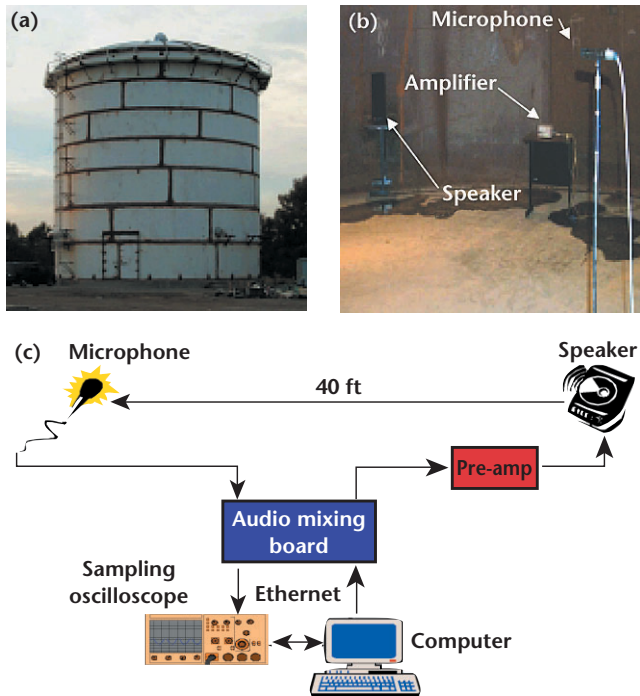 (a)
(b)
Microphone
Amplifier
Speaker
(c)
Microphone
Speaker
40 ft
Pre-amp
Audio mixing
board
Sampling
oscilloscope
Ethernet
Computer